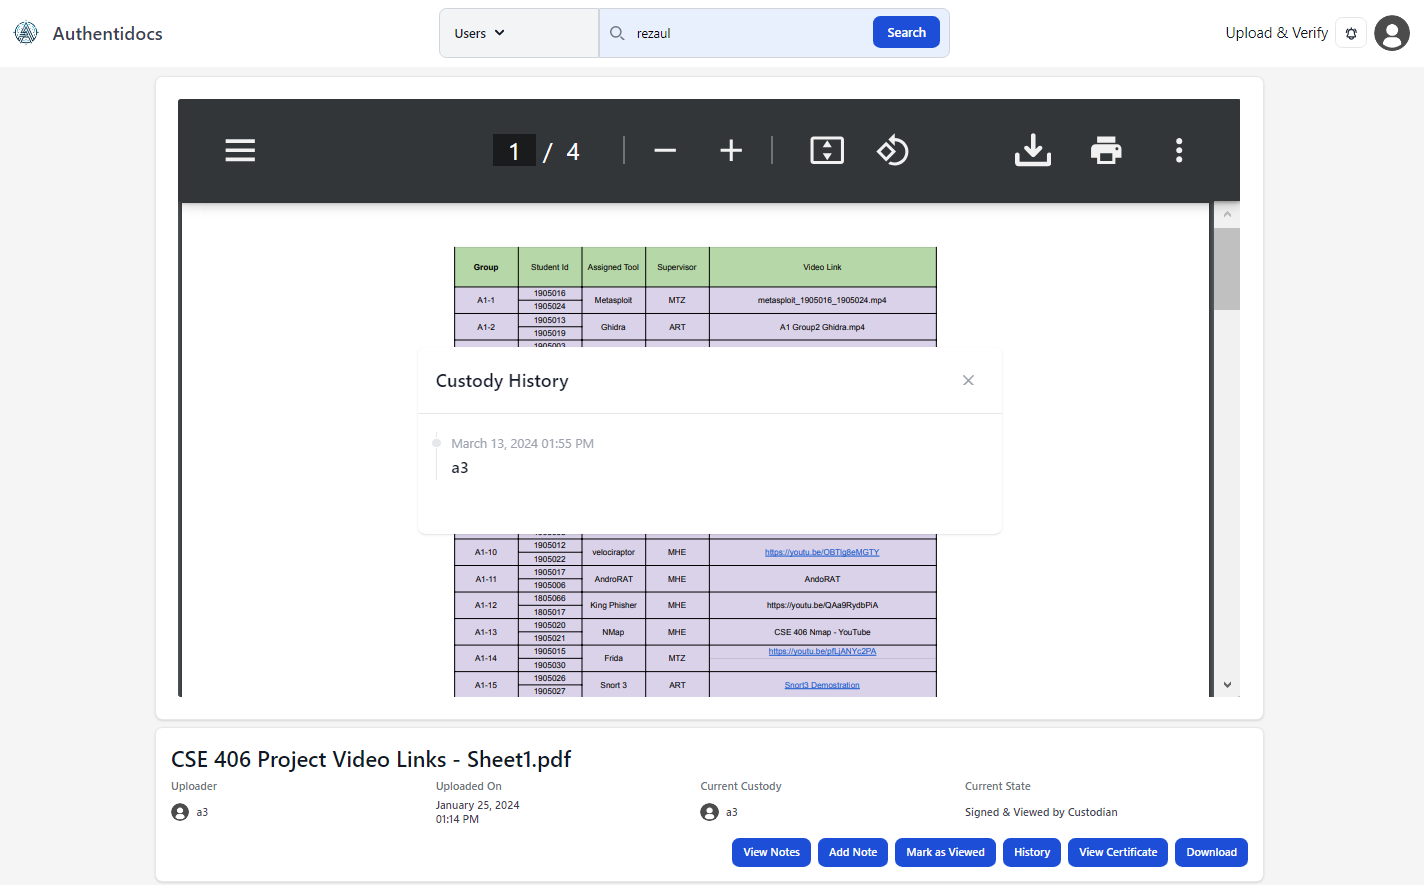 Authentidocs
Users
rezaul
Search
Upload & Verify
1 / 4
Group Student Id Assigned Tool Supervisor Video Link
A1-1 1905016 1905024 Metasploit MTZ metasploit_1905016_1905024.mp4
A1-2 1905013 1905019 Ghidra ART A1 Group2 Ghidra.mp4
Custody History
March 13, 2024 01:55 PM
a3
A1-10 1905012 1905022 velociraptor MHE https://youtu.be/OBTlg8eMGTY
A1-11 1905017 1905006 AndroRAT MHE AndoRAT
A1-12 1805066 1805017 King Phisher MHE https://youtu.be/QAa9RydbPiA
A1-13 1905020 1905021 NMap MHE CSE 406 Nmap - YouTube
A1-14 1905015 1905030 Frida MTZ https://youtu.be/pfLjANYc2PA
A1-15 1905026 1905027 Snort 3 ART Snort3 Demostration
CSE 406 Project Video Links - Sheet1.pdf
Uploader Uploaded On Current Custody Current State
a3 January 25, 2024 a3 Signed & Viewed by Custodian
01:14 PM
View Notes Add Note Mark as Viewed History View Certificate Download